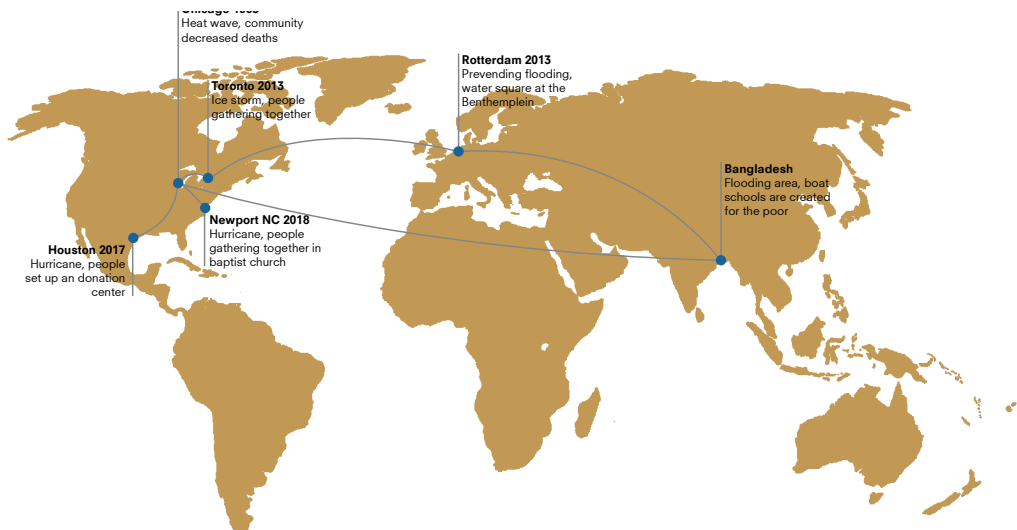 Chicago
Heat wave, community
decreased deaths
Toronto 2013
Ice storm, people
gathering together
Rotterdam 2013
Prevending flooding,
water square at the
Benthemplein
Bangladesh
Flooding area, boat
schools are created
for the poor
Newport NC 2018
Hurricane, people
gathering together in
baptist church
Houston 2017
Hurricane, people
set up an donation
center